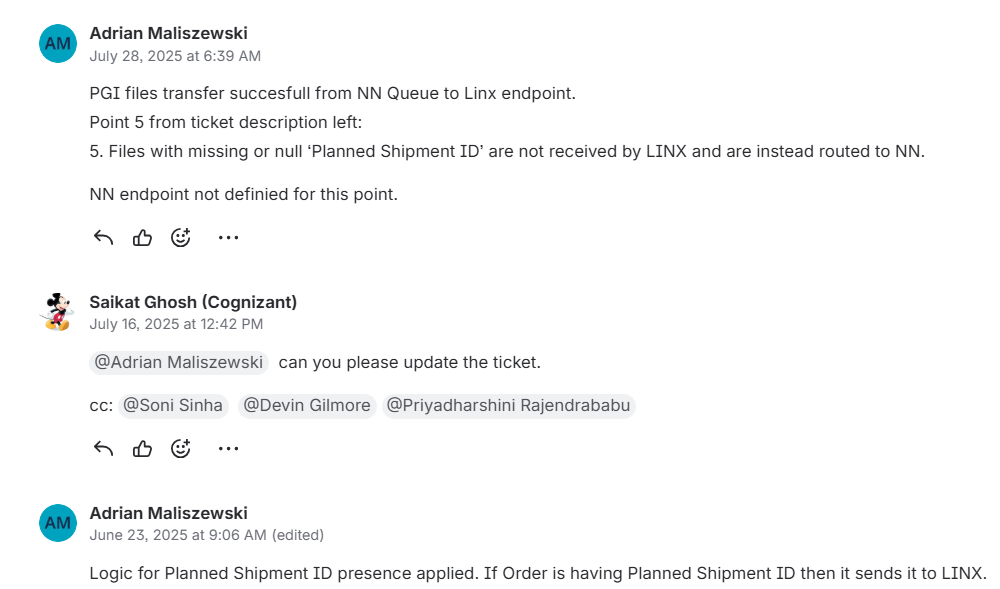 AM
Adrian Maliszewski
July 28, 2025 at 6:39 AM
PGI files transfer succesfull from NN Queue to Linx endpoint.
Point 5 from ticket description left:
5. Files with missing or null ‘Planned Shipment ID’ are not received by LINX and are instead routed to NN.
NN endpoint not definied for this point.
Saikat Ghosh (Cognizant)
July 16, 2025 at 12:42 PM
@Adrian Maliszewski can you please update the ticket.
cc: @Soni Sinha @Devin Gilmore @Priyadharshini Rajendrababu
AM
Adrian Maliszewski
June 23, 2025 at 9:06 AM (edited)
Logic for Planned Shipment ID presence applied. If Order is having Planned Shipment ID then it sends it to LINX.